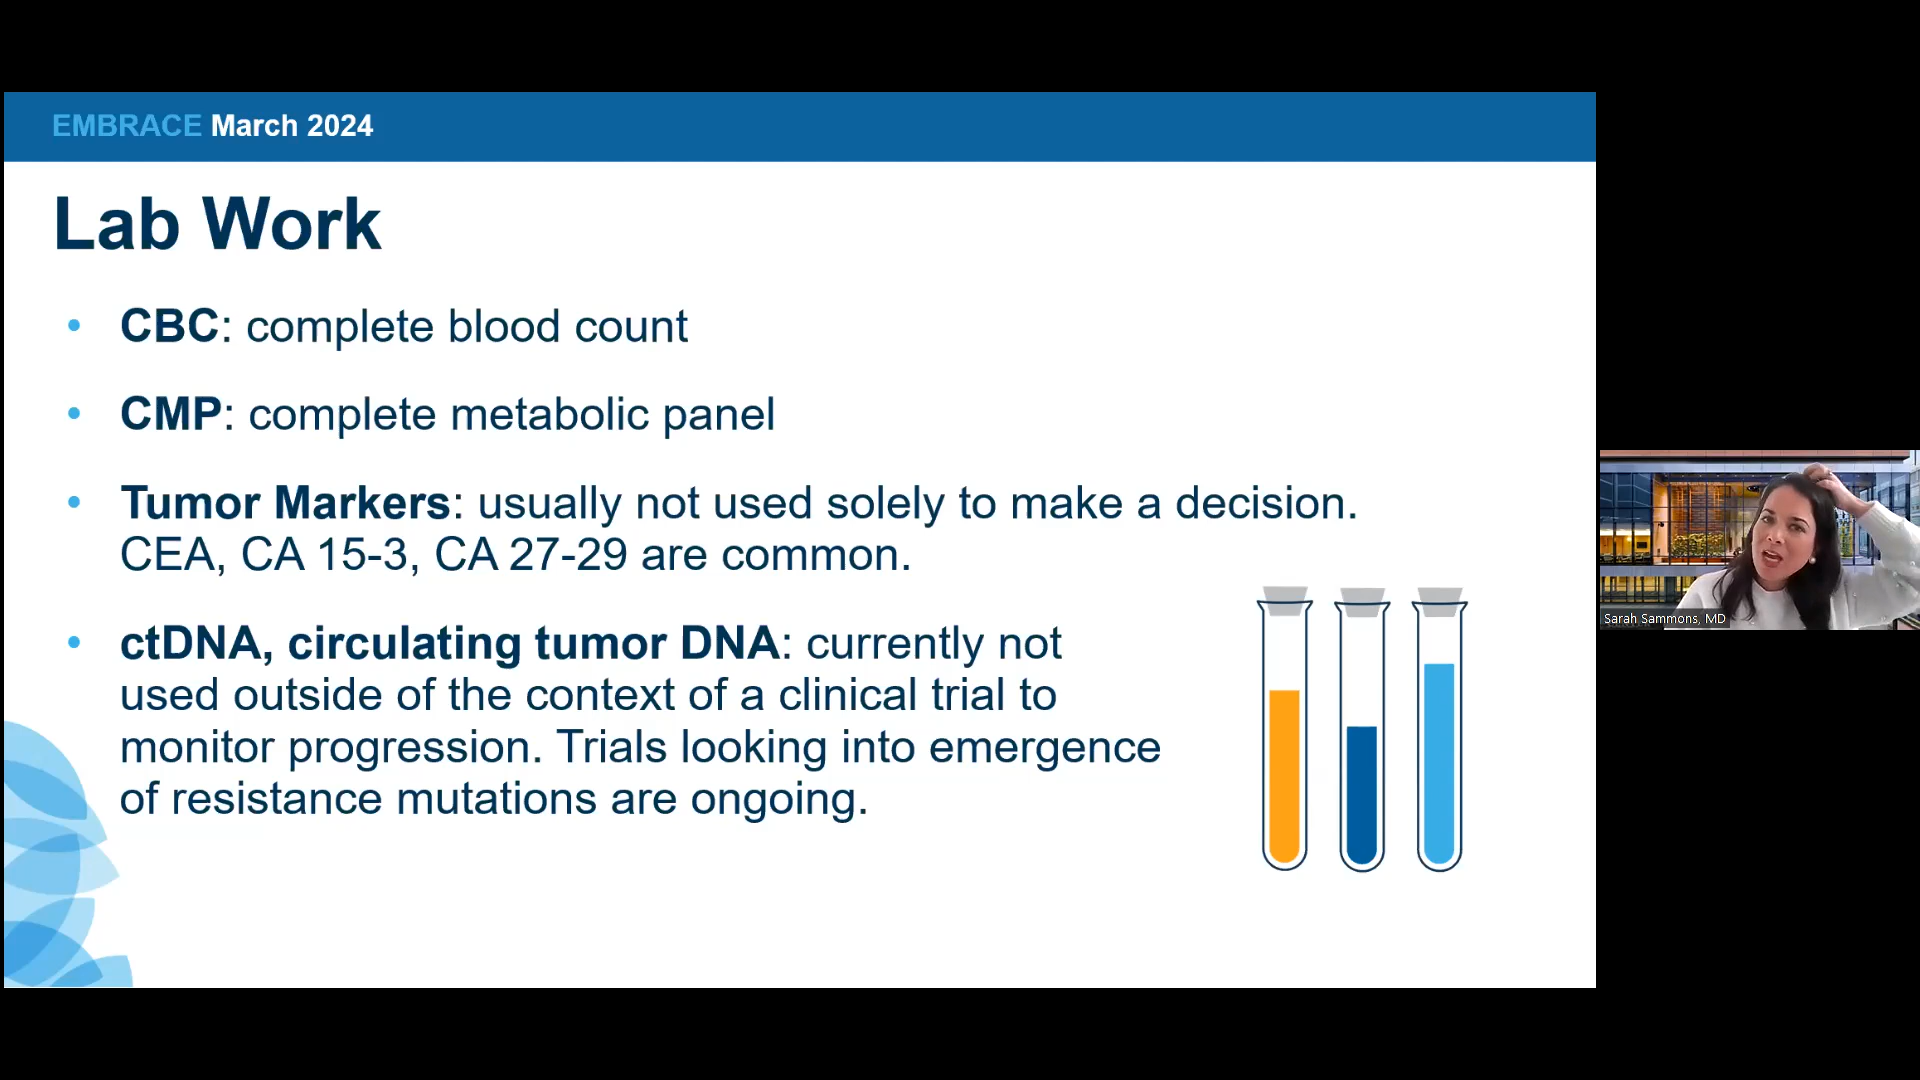 EMBRACE March 2024
Lab Work
• CBC: complete blood count
• CMP: complete metabolic panel
• Tumor Markers: usually not used solely to make a decision.
CEA, CA 15-3, CA 27-29 are common.
• ctDNA, circulating tumor DNA: currently not
used outside of the context of a clinical trial to
monitor progression. Trials looking into emergence
of resistance mutations are ongoing.
Sarah Sammons, MD